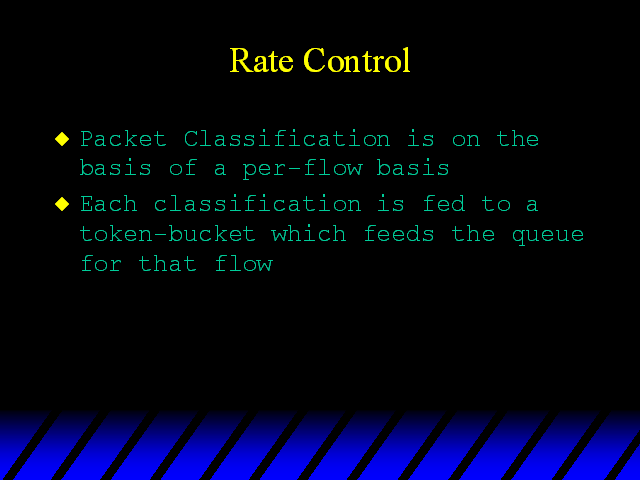 Rate Control
Packet Classification is on the
basis of a per-flow basis
Each classification is fed to a
token-bucket which feeds the queue
for that flow